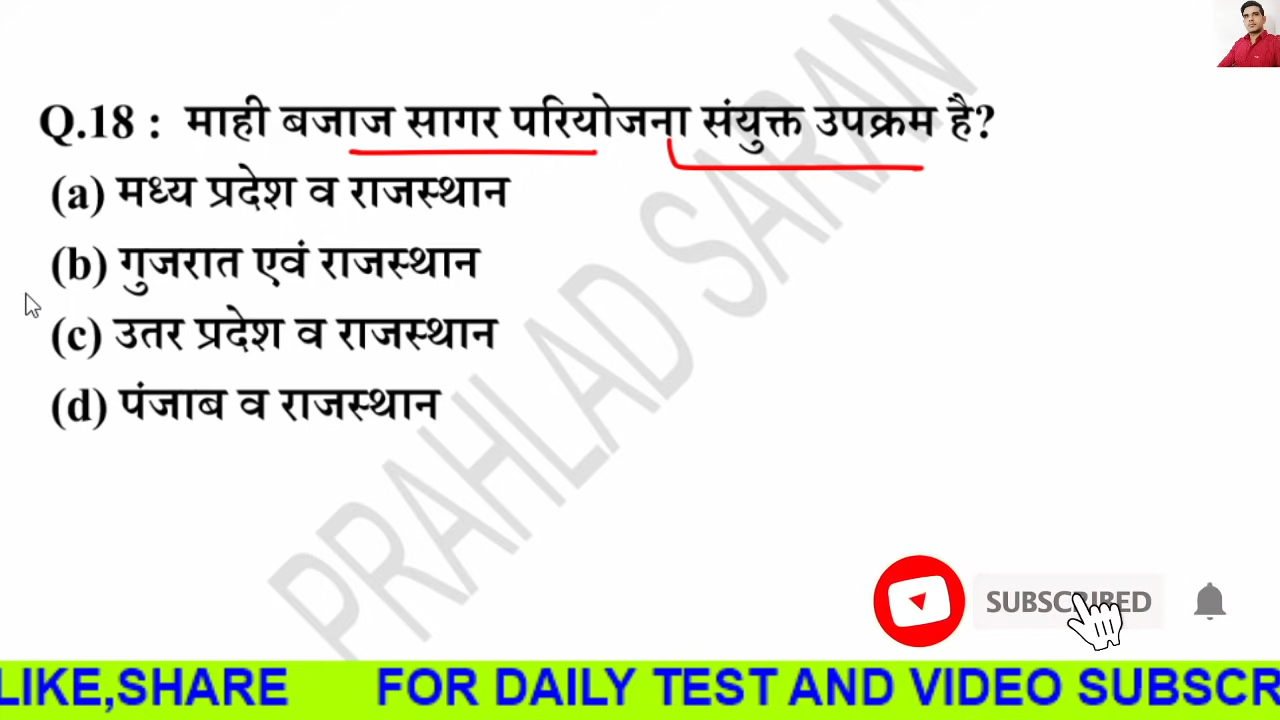 Q.18 : माही बजाज सागर परियोजना संयुक्त उपक्रम है?
(a) मध्य प्रदेश व राजस्थान
(b) गुजरात एवं राजस्थान
(c) उतर प्रदेश व राजस्थान
(d) पंजाब व राजस्थान
PRAHLAD SARAN
SUBSCRIBED
LIKE,SHARE FOR DAILY TEST AND VIDEO SUBSCR